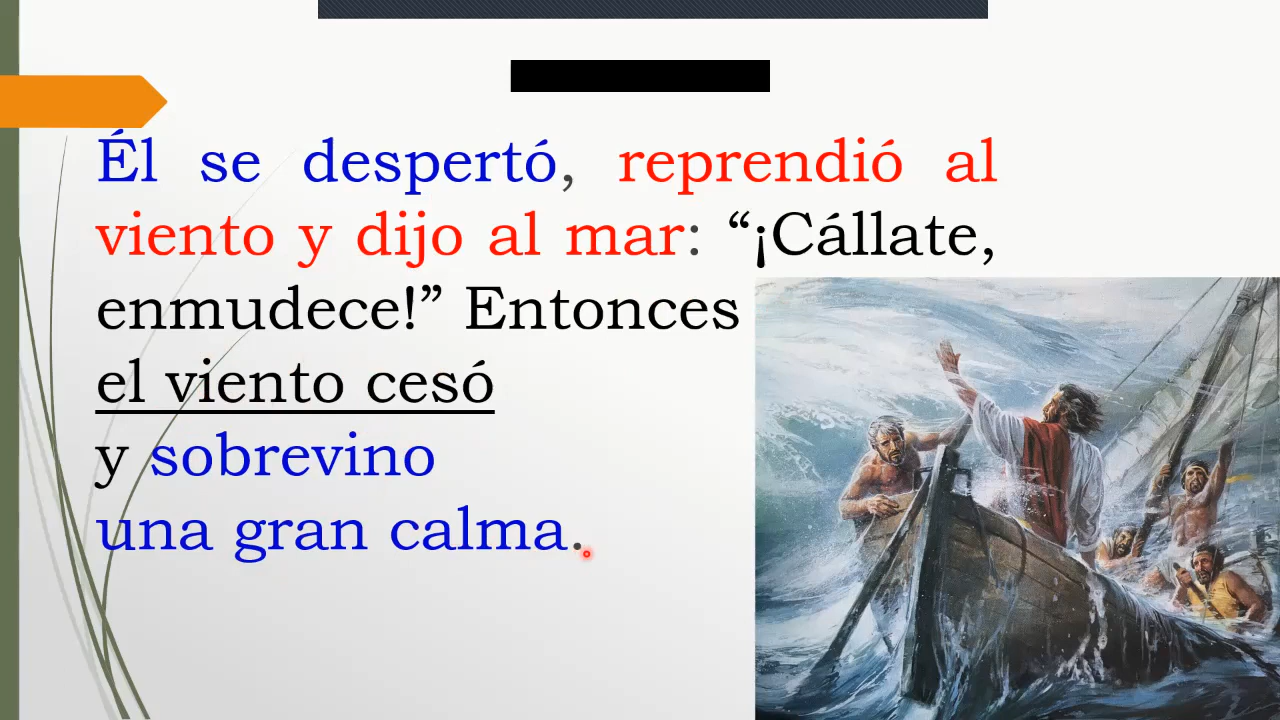 Él se despertó, reprendió al
viento y dijo al mar: “¡Cállate,
enmudece!” Entonces
el viento cesó
y sobrevino
una gran calma.